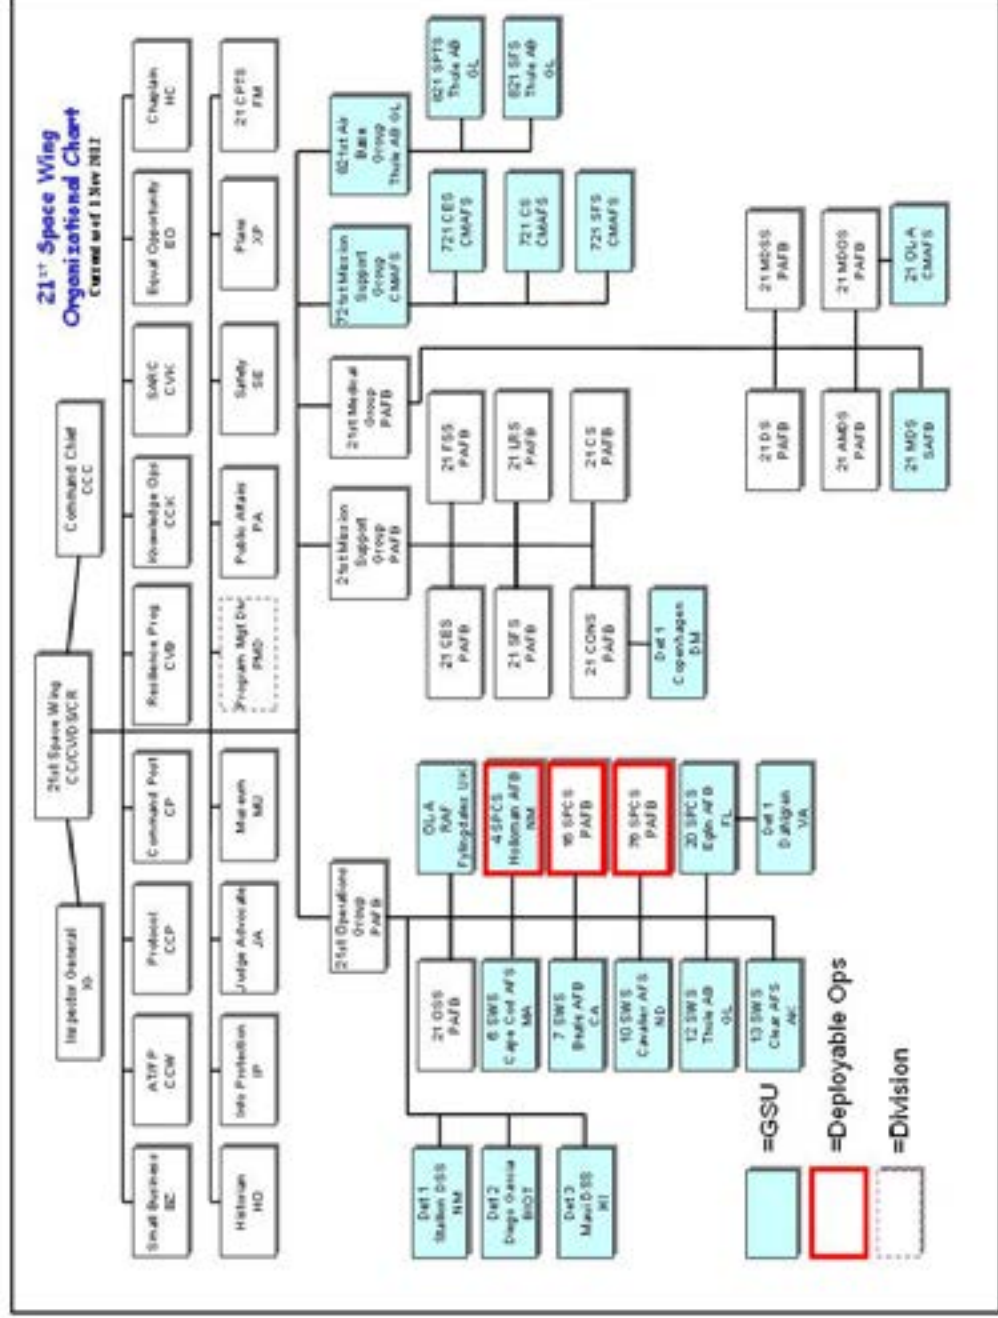 21ST Space Wing
Organizational Chart
Current as of 1 Nov 2012
21st Space Wing
CC/CV/DS/CR
Inspector General
Command Chief
CCC
Small Business
AT/FP
CCW
Protocol
CCP
Command Post
CP
Resilience Prog
CVB
Knowledge Ops
CCK
SARC
CVK
Equal Opportunity
EO
Chaplain
HC
Historian
HO
Info Protection
IP
Judge Advocate
JA
Museum
MU
Program Mgt Div
PMD
Public Affairs
PA
Safety
SE
Plans
XP
21 CPTS
FM
21st Operations
Group
PAFB
21st Mission
Support
Group
PAFB
21st Medical
Group
PAFB
721st Mission
Support
Group
CMAFS
821st Air
Base
Group
Thule AB GL
Det 1
Stallion DSS
NM
Det 2
Diego Garcia
BIOT
Det 3
Maui DSS
HI
21 OSS
PAFB
OL A
RAF
Fylingdales UK
6 SWS
Cape Cod AFS
MA
4 SPCS
Holloman AFB
NM
7 SWS
Beale AFB
CA
16 SPCS
PAFB
10 SWS
Cavalier AFS
ND
76 SPCS
PAFB
12 SWS
Thule AB
GL
20 SPCS
Eglin AFB
FL
13 SWS
Clear AFS
AK
Det 1
Dahlgren
VA
21 CES
PAFB
21 FSS
PAFB
21 SFS
PAFB
21 LRS
PAFB
21 CONS
PAFB
21 CS
PAFB
Det 1
Copenhagen
DM
21 DS
PAFB
21 MDSS
PAFB
21 AMDS
PAFB
21 MDOS
PAFB
21 MDS
SAFB
21 OL A
CMAFS
721 CES
CMAFS
721 CS
CMAFS
721 SFS
CMAFS
821 SPTS
Thule AB
GL
821 SFS
Thule AB
GL
=GSU
=Deployable Ops
=Division